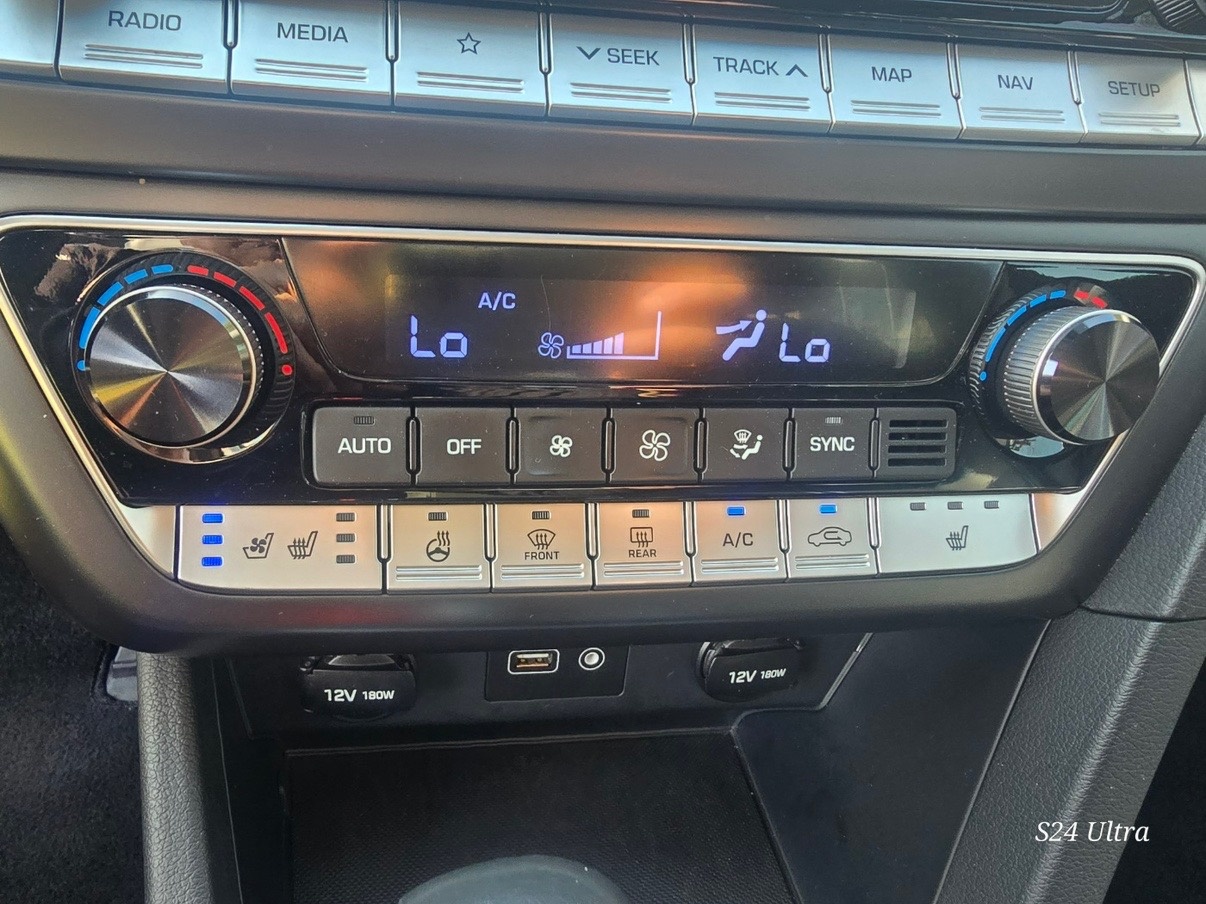 RADIO
MEDIA
SEEK
TRACK
MAP
NAV
SETUP
A/C
Lo
Lo
AUTO
OFF
SYNC
FRONT
REAR
A/C
12V 180W
12V 180W
S24 Ultra